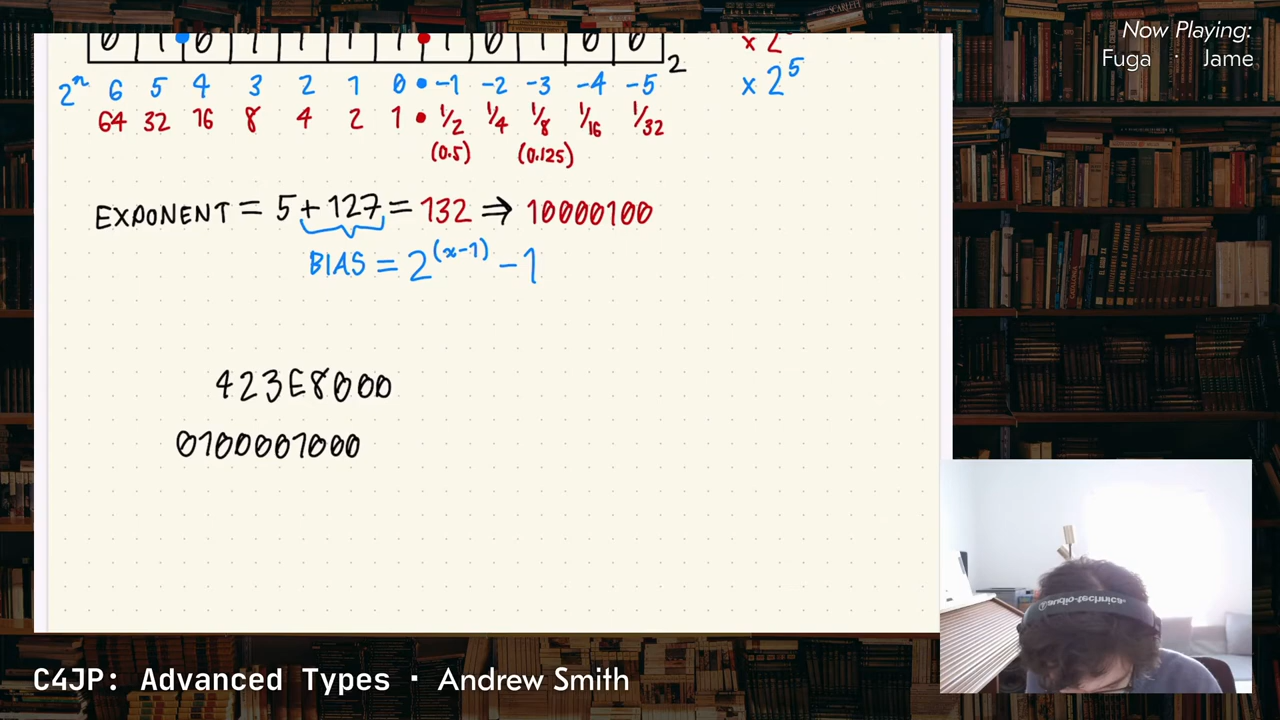 Now Playing:
Fuga · Jame
0 1 0 1 1 1 1 1 0 1 0 0 2
× 2
2ⁿ 6 5 4 3 2 1 0 • -1 -2 -3 -4 -5
× 2⁵
64 32 16 8 4 2 1 • 1/2 1/4 1/8 1/16 1/32
(0.5) (0.125)
EXPONENT = 5 + 127 = 132 ⇒ 10000100
BIAS = 2^(x-1) - 1
423E8000
0100001000
audio-technica
C4JP: Advanced Types · Andrew Smith